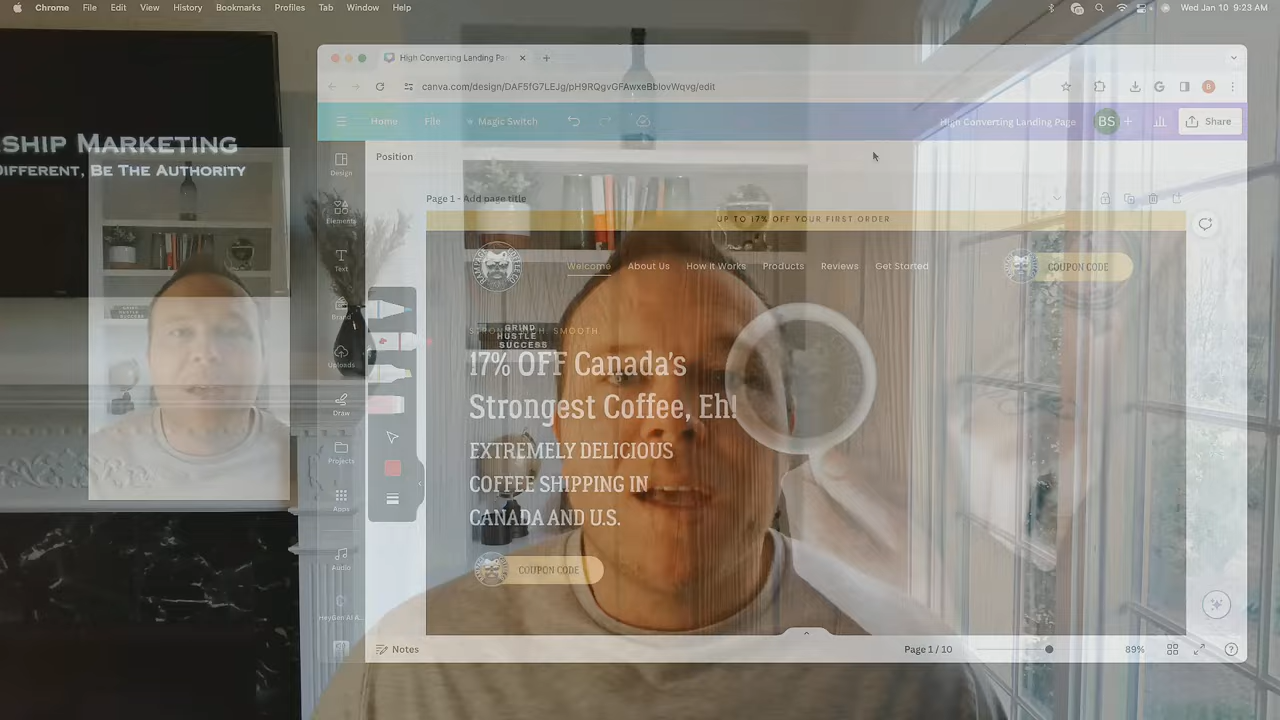 Chrome File Edit View History Bookmarks Profiles Tab Window Help
Wed Jan 10 9:23 AM
SHIP MARKETING
DIFFERENT, BE THE AUTHORITY
High Converting Landing Pa
canva.com/design/DAF5fG7LEJg/pH9RQgvGFAwxeBblovWqvg/edit
B
Home File Magic Switch
High Converting Landing Page
BS
Share
Position
Design
Elements
Text
Brand
Uploads
Draw
Projects
Apps
Audio
HeyGen AI A...
Page 1 - Add page title
UP TO 17% OFF YOUR FIRST ORDER
Welcome About Us How It Works Products Reviews Get Started
COUPON CODE
SMOOTH
GRIND
HUSTLE
SUCCESS
17% OFF Canada's
Strongest Coffee, Eh!
EXTREMELY DELICIOUS
COFFEE SHIPPING IN
CANADA AND U.S.
COUPON CODE
Notes
Page 1 / 10
89%